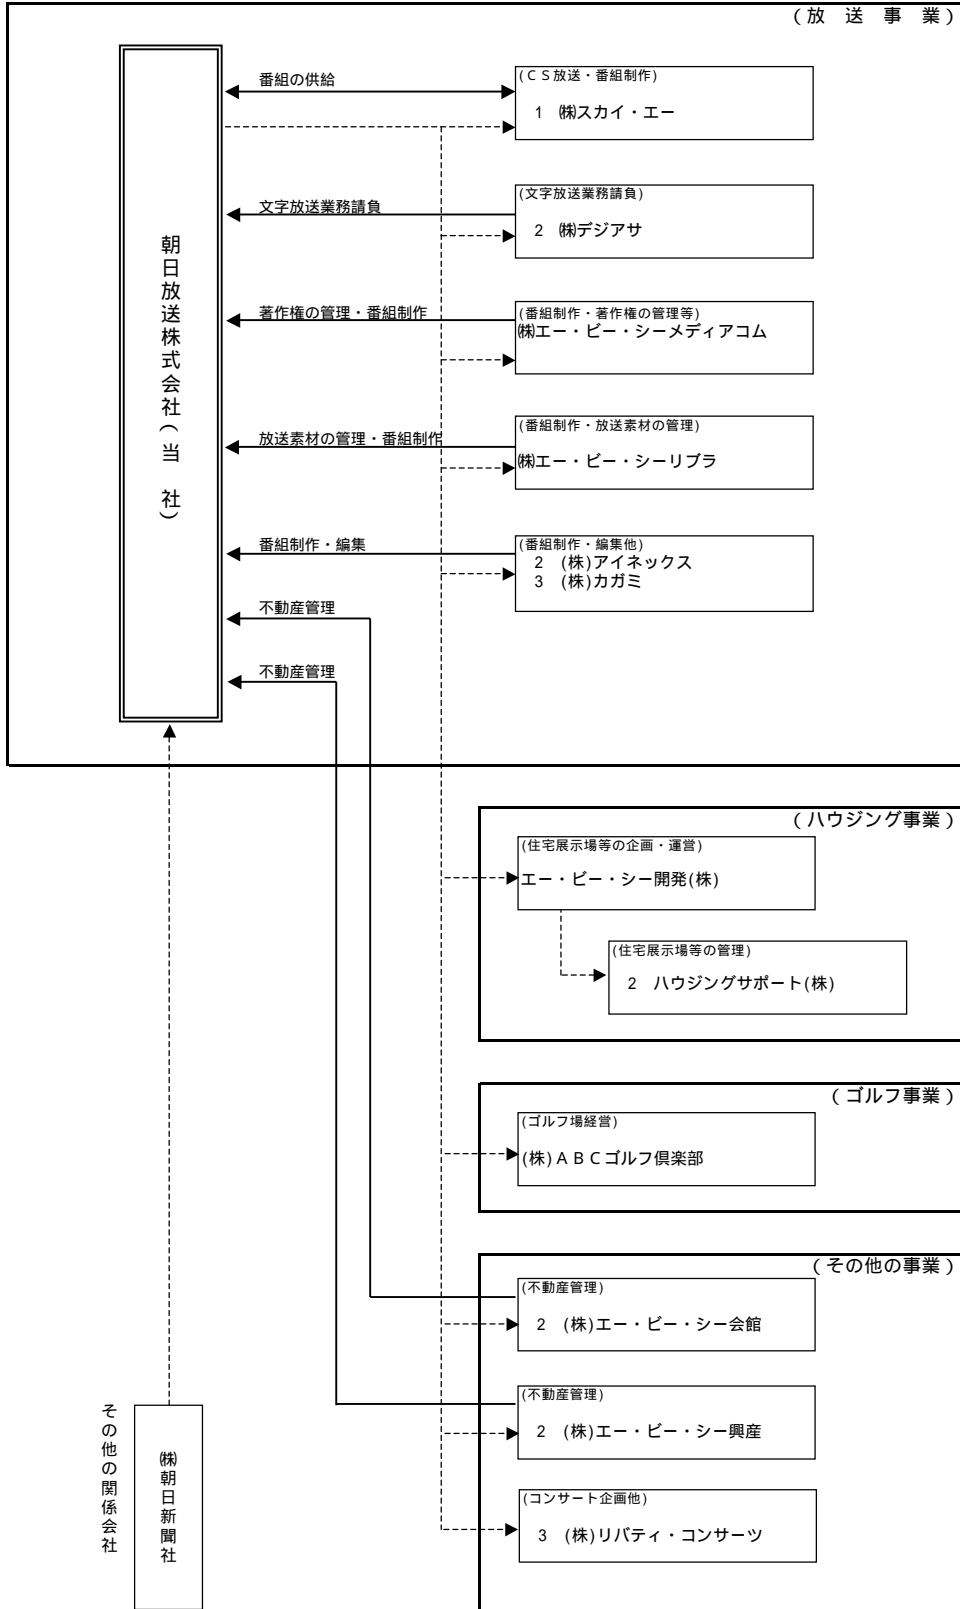 (放 送 事 業)
朝日放送株式会社(当 社)
番組の供給
(CS放送・番組制作)
1 ㈱スカイ・エー
文字放送業務請負
(文字放送業務請負)
2 ㈱デジアサ
著作権の管理・番組制作
(番組制作・著作権の管理等)
㈱エー・ビー・シーメディアコム
放送素材の管理・番組制作
(番組制作・放送素材の管理)
㈱エー・ビー・シーリブラ
番組制作・編集
(番組制作・編集他)
2 (株)アイネックス
3 (株)カガミ
不動産管理
不動産管理
(ハウジング事業)
(住宅展示場等の企画・運営)
エー・ビー・シー開発(株)
(住宅展示場等の管理)
2 ハウジングサポート(株)
(ゴルフ事業)
(ゴルフ場経営)
(株)ABCゴルフ倶楽部
(その他の事業)
(不動産管理)
2 (株)エー・ビー・シー会館
(不動産管理)
2 (株)エー・ビー・シー興産
(コンサート企画他)
3 (株)リバティ・コンサーツ
その他の関係会社
㈱朝日新聞社